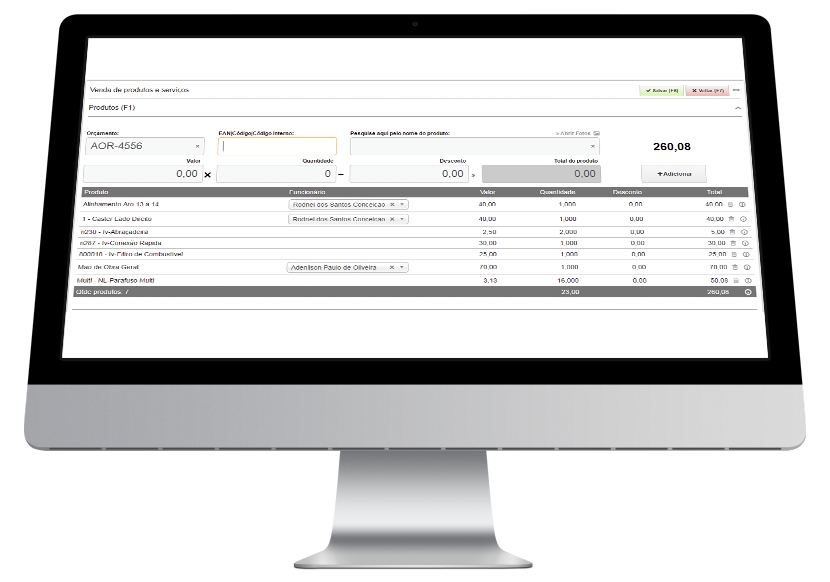 Venda de produtos e serviços ✔ Salvar (F6) ✕ Voltar (F7)
Produtos (F1)
Orçamento: EAN|Código|Código Interno: Pesquise aqui pelo nome do produto: > Abrir Fotos
AOR-4556 × × 260,08
Valor Quantidade Desconto Total do produto
0,00 × 0 – 0,00 0,00 +Adicionar
Produto Funcionário Valor Quantidade Desconto Total
Alinhamento Aro 13 a 14 Rodnei dos Santos Conceicao × 40,00 1,000 0,00 40,00
1 - Caster Lado Direito Rodnei dos Santos Conceicao × 40,00 1,000 0,00 40,00
n230 - Iv-Abraçadeira 2,50 2,000 0,00 5,00
n287 - Iv-Conexão Rapida 30,00 1,000 0,00 30,00
000010 - Iv-Filtro de Combustivel 25,00 1,000 0,00 25,00
Mao de Obra Geral Adenilson Paulo de Oliveira × 70,00 1,000 0,00 70,00
Multi - NL-Parafuso Multi 3,13 16,000 0,00 50,08
Qtde produtos: 7 23,00 260,08